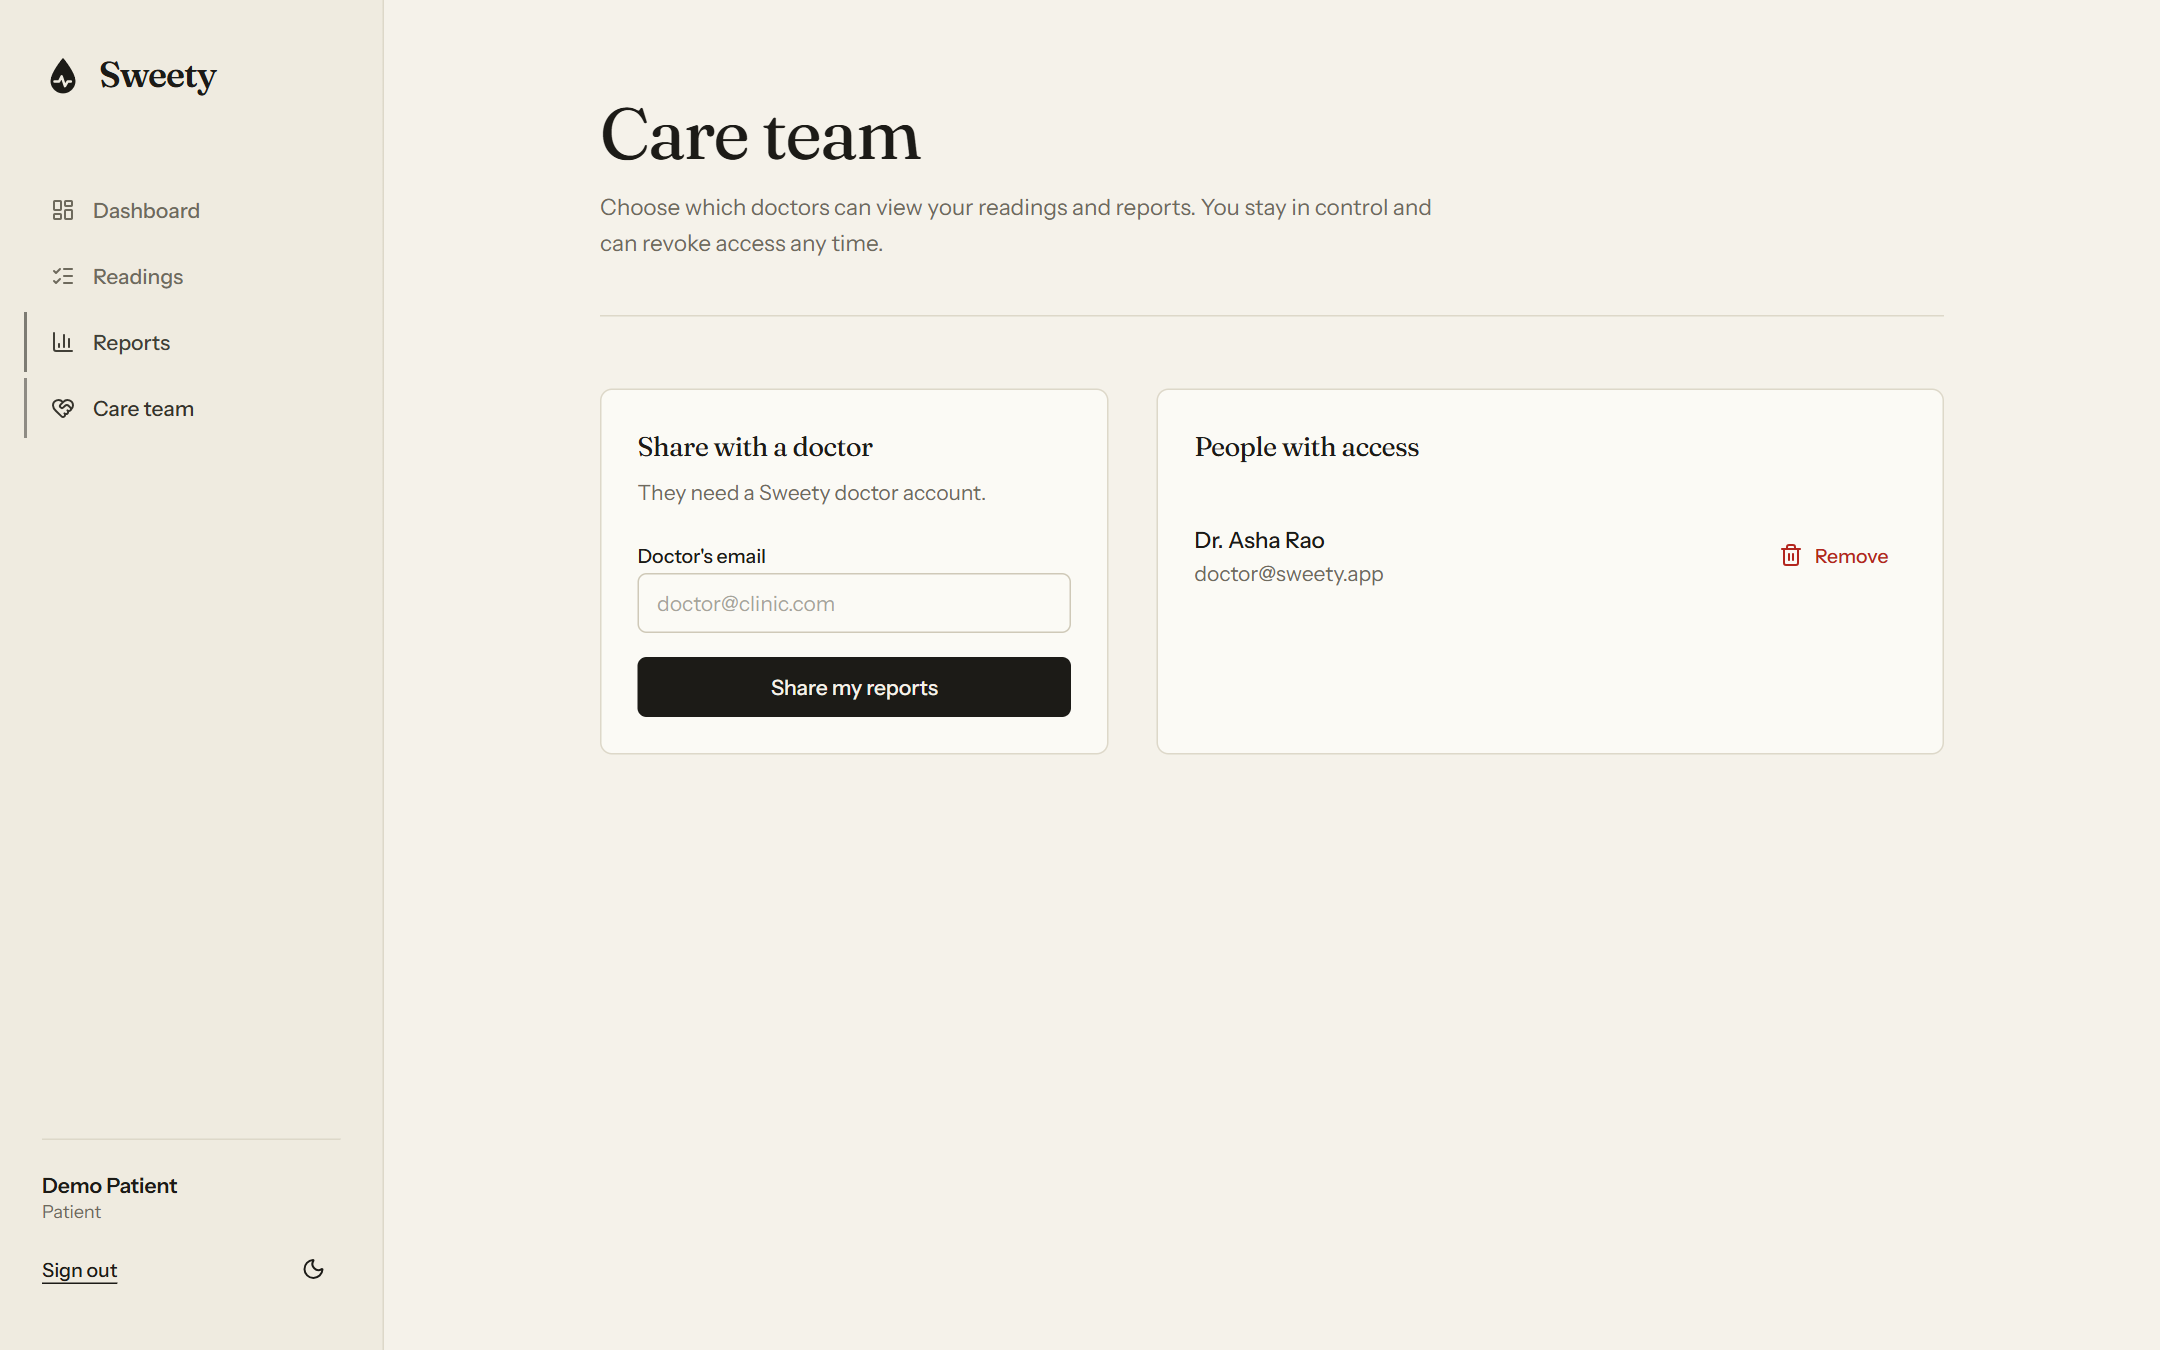 Sweety
Dashboard
Readings
Reports
Care team
Demo Patient
Patient
Sign out
Care team
Choose which doctors can view your readings and reports. You stay in control and
can revoke access any time.
Share with a doctor
They need a Sweety doctor account.
Doctor's email
doctor@clinic.com
Share my reports
People with access
Dr. Asha Rao
doctor@sweety.app
Remove